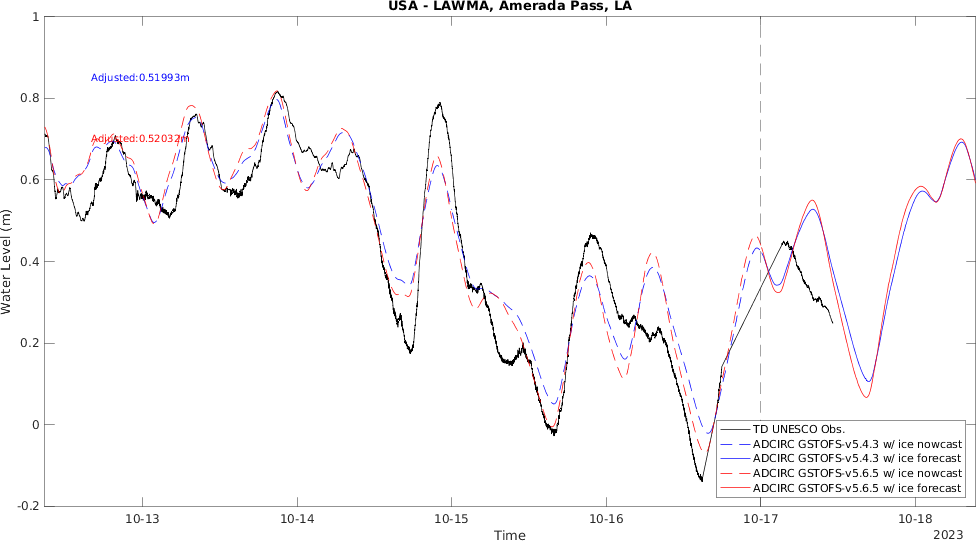 USA - LAWMA, Amerada Pass, LA
1
0.8
0.6
0.4
0.2
0
-0.2
Water Level (m)
Adjusted:0.51993m
Adjusted:0.52032m
TD UNESCO Obs.
ADCIRC GSTOFS-v5.4.3 w/ ice nowcast
ADCIRC GSTOFS-v5.4.3 w/ ice forecast
ADCIRC GSTOFS-v5.6.5 w/ ice nowcast
ADCIRC GSTOFS-v5.6.5 w/ ice forecast
10-13
10-14
10-15
10-16
10-17
10-18
Time
2023